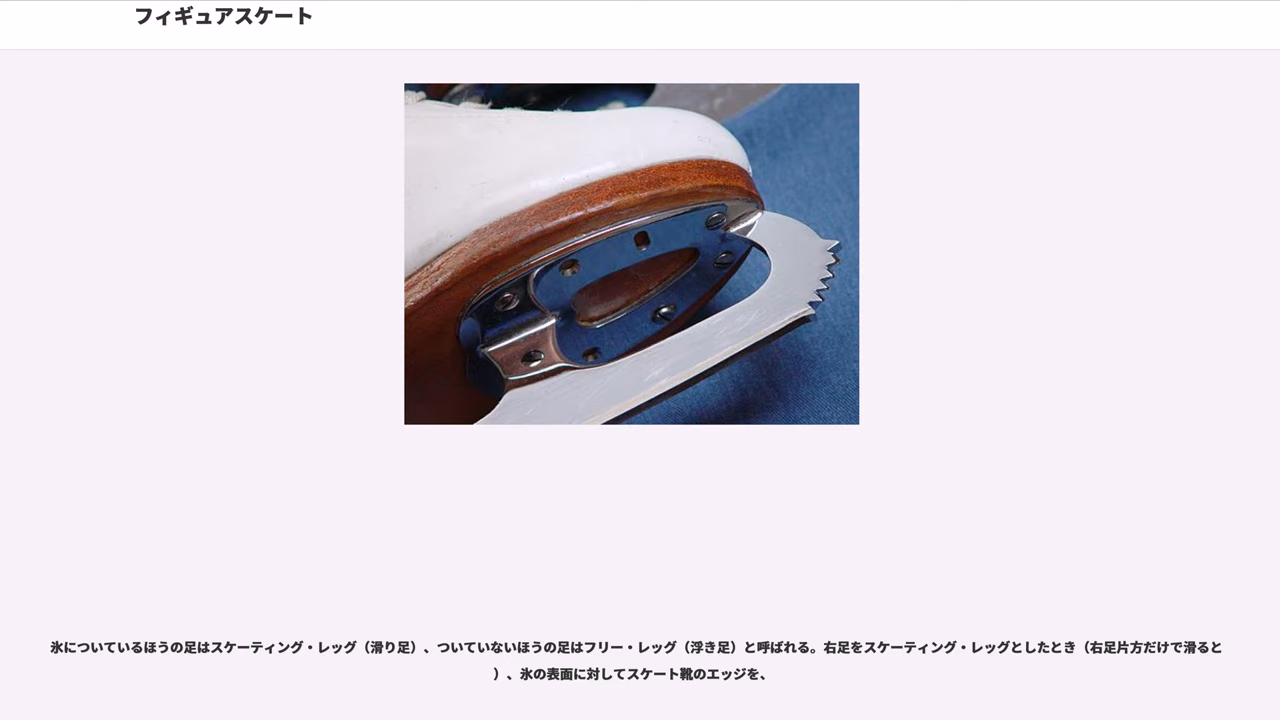 フィギュアスケート
氷についているほうの足はスケーティング・レッグ（滑り足）、ついていないほうの足はフリー・レッグ（浮き足）と呼ばれる。右足をスケーティング・レッグとしたとき（右足片方だけで滑ると
）、氷の表面に対してスケート靴のエッジを、